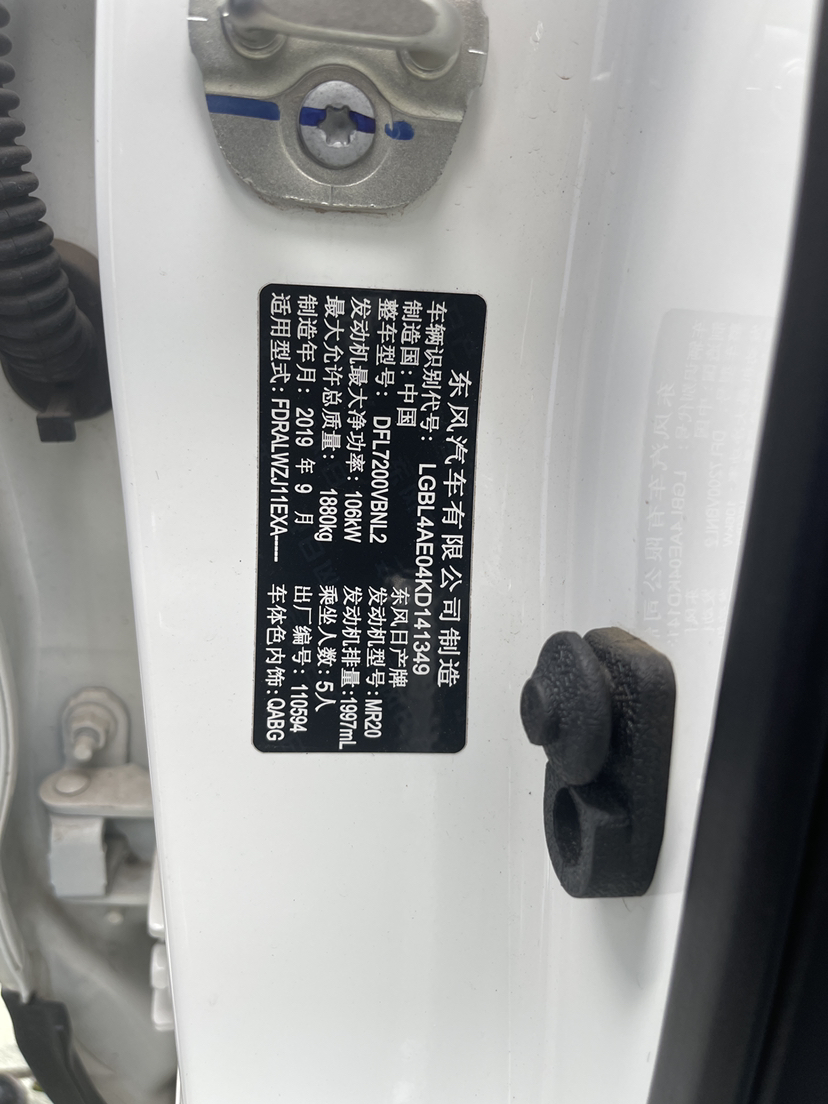 东风汽车有限公司制造
车辆识别代号: LGBL4AE04KD141349
制造国: 中国 东风日产牌
整车型号: DFL7200VBNL2 发动机型号: MR20
发动机最大净功率: 106kW 发动机排量: 1997mL
最大允许总质量: 1880kg 乘坐人数: 5人
制造年月: 2019 年 9 月 出厂编号: 110594
适用型式: FDRALWZJ11EXA---- 车体色内饰: QABG